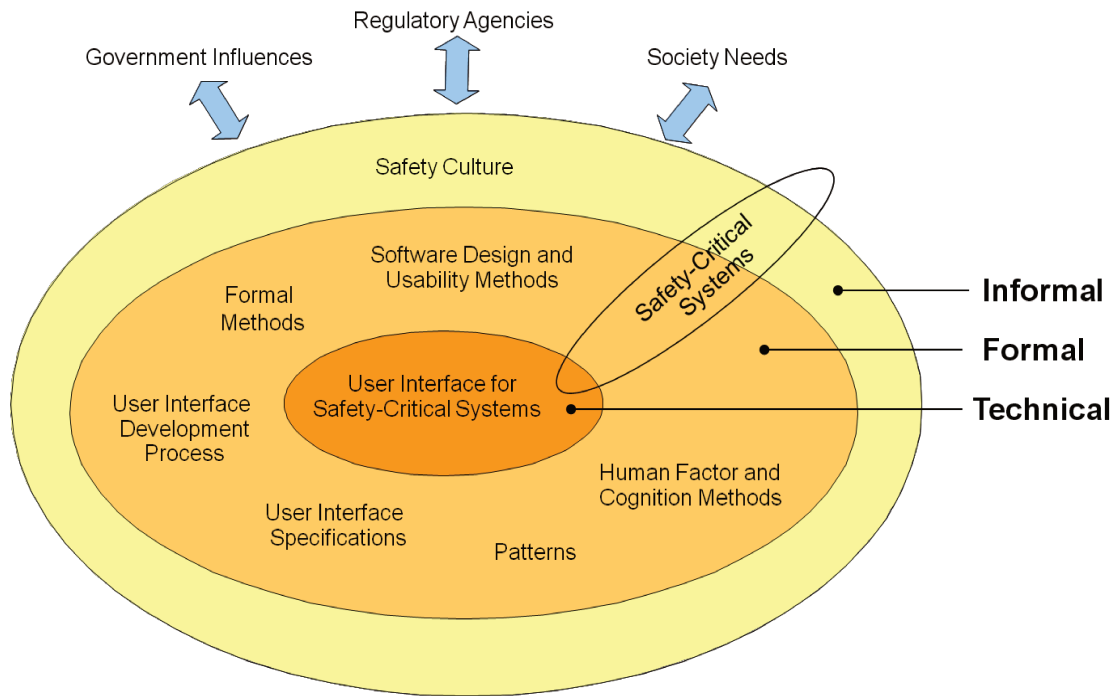 Regulatory Agencies
Government Influences
Society Needs
Safety Culture
Safety-Critical
Systems
Software Design and
Usability Methods
Formal
Methods
Informal
Formal
User Interface for
Safety-Critical Systems
Technical
User Interface
Development
Process
Human Factor and
Cognition Methods
User Interface
Specifications
Patterns